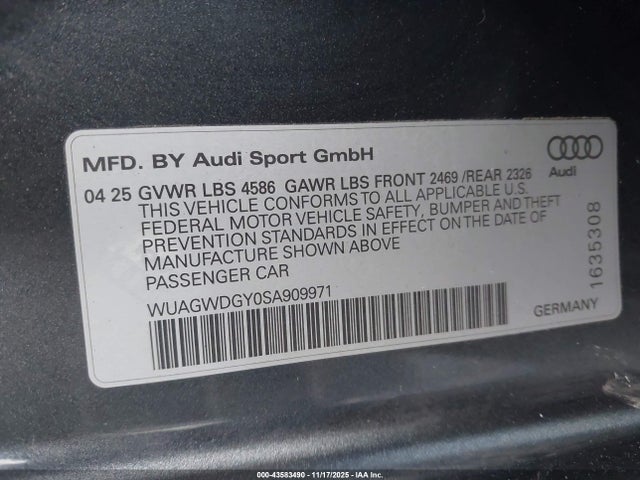 MFD. BY Audi Sport GmbH
Audi
04 25 GVWR LBS 4586 GAWR LBS FRONT 2469 /REAR 2326
THIS VEHICLE CONFORMS TO ALL APPLICABLE U.S.
FEDERAL MOTOR VEHICLE SAFETY, BUMPER AND THEFT
PREVENTION STANDARDS IN EFFECT ON THE DATE OF
MANUFACTURE SHOWN ABOVE
PASSENGER CAR
WUAGWDGY0SA909971
GERMANY
1635308
000-43583490 - 11/17/2025 - IAA Inc.